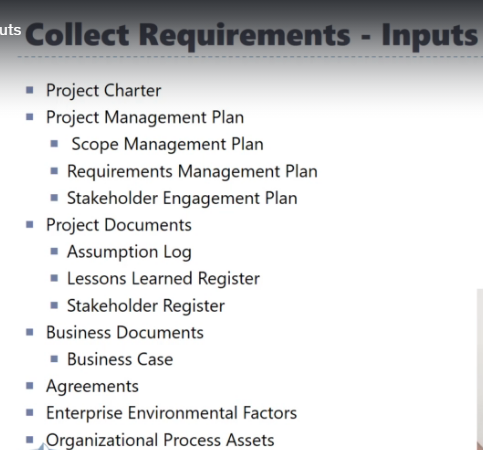 uts
Collect Requirements - Inputs
Project Charter
Project Management Plan
Scope Management Plan
Requirements Management Plan
Stakeholder Engagement Plan
Project Documents
Assumption Log
Lessons Learned Register
Stakeholder Register
Business Documents
Business Case
Agreements
Enterprise Environmental Factors
Organizational Process Assets